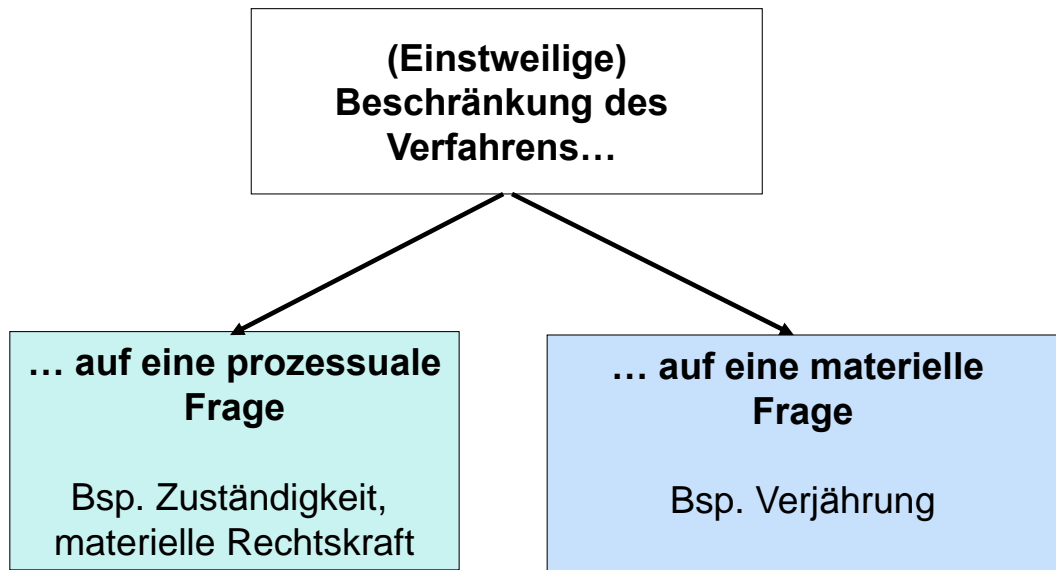 (Einstweilige)
Beschränkung des
Verfahrens…
… auf eine prozessuale
Frage
Bsp. Zuständigkeit,
materielle Rechtskraft
… auf eine materielle
Frage
Bsp. Verjährung